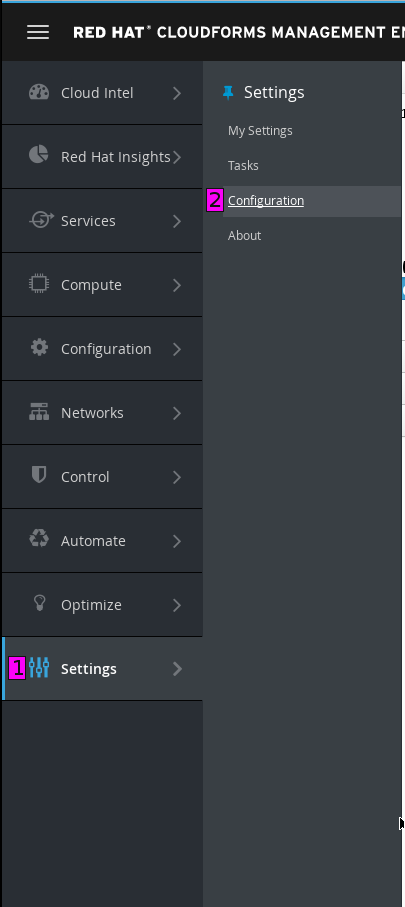 RED HAT® CLOUDFORMS MANAGEMENT
Cloud Intel
Red Hat Insights
Services
Compute
Configuration
Networks
Control
Automate
Optimize
1 Settings
Settings
My Settings
Tasks
2 Configuration
About